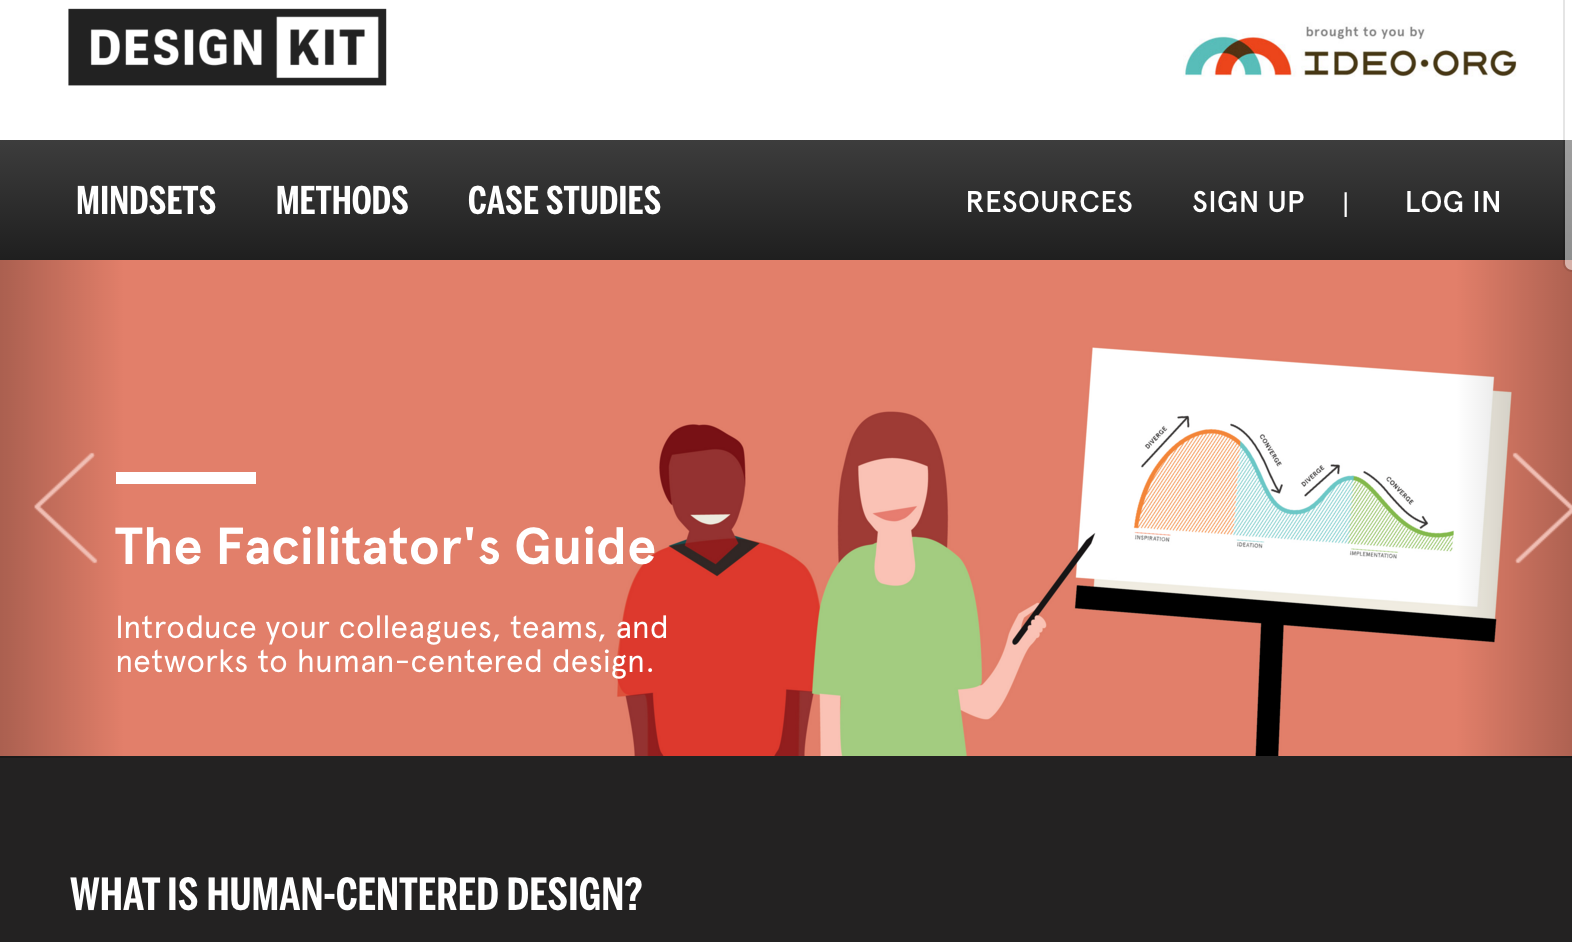 DESIGN KIT
brought to you by
IDEO•ORG
MINDSETS METHODS CASE STUDIES RESOURCES SIGN UP | LOG IN
The Facilitator's Guide
Introduce your colleagues, teams, and
networks to human-centered design.
DIVERGE
CONVERGE
DIVERGE
CONVERGE
INSPIRATION
IDEATION
IMPLEMENTATION
WHAT IS HUMAN-CENTERED DESIGN?